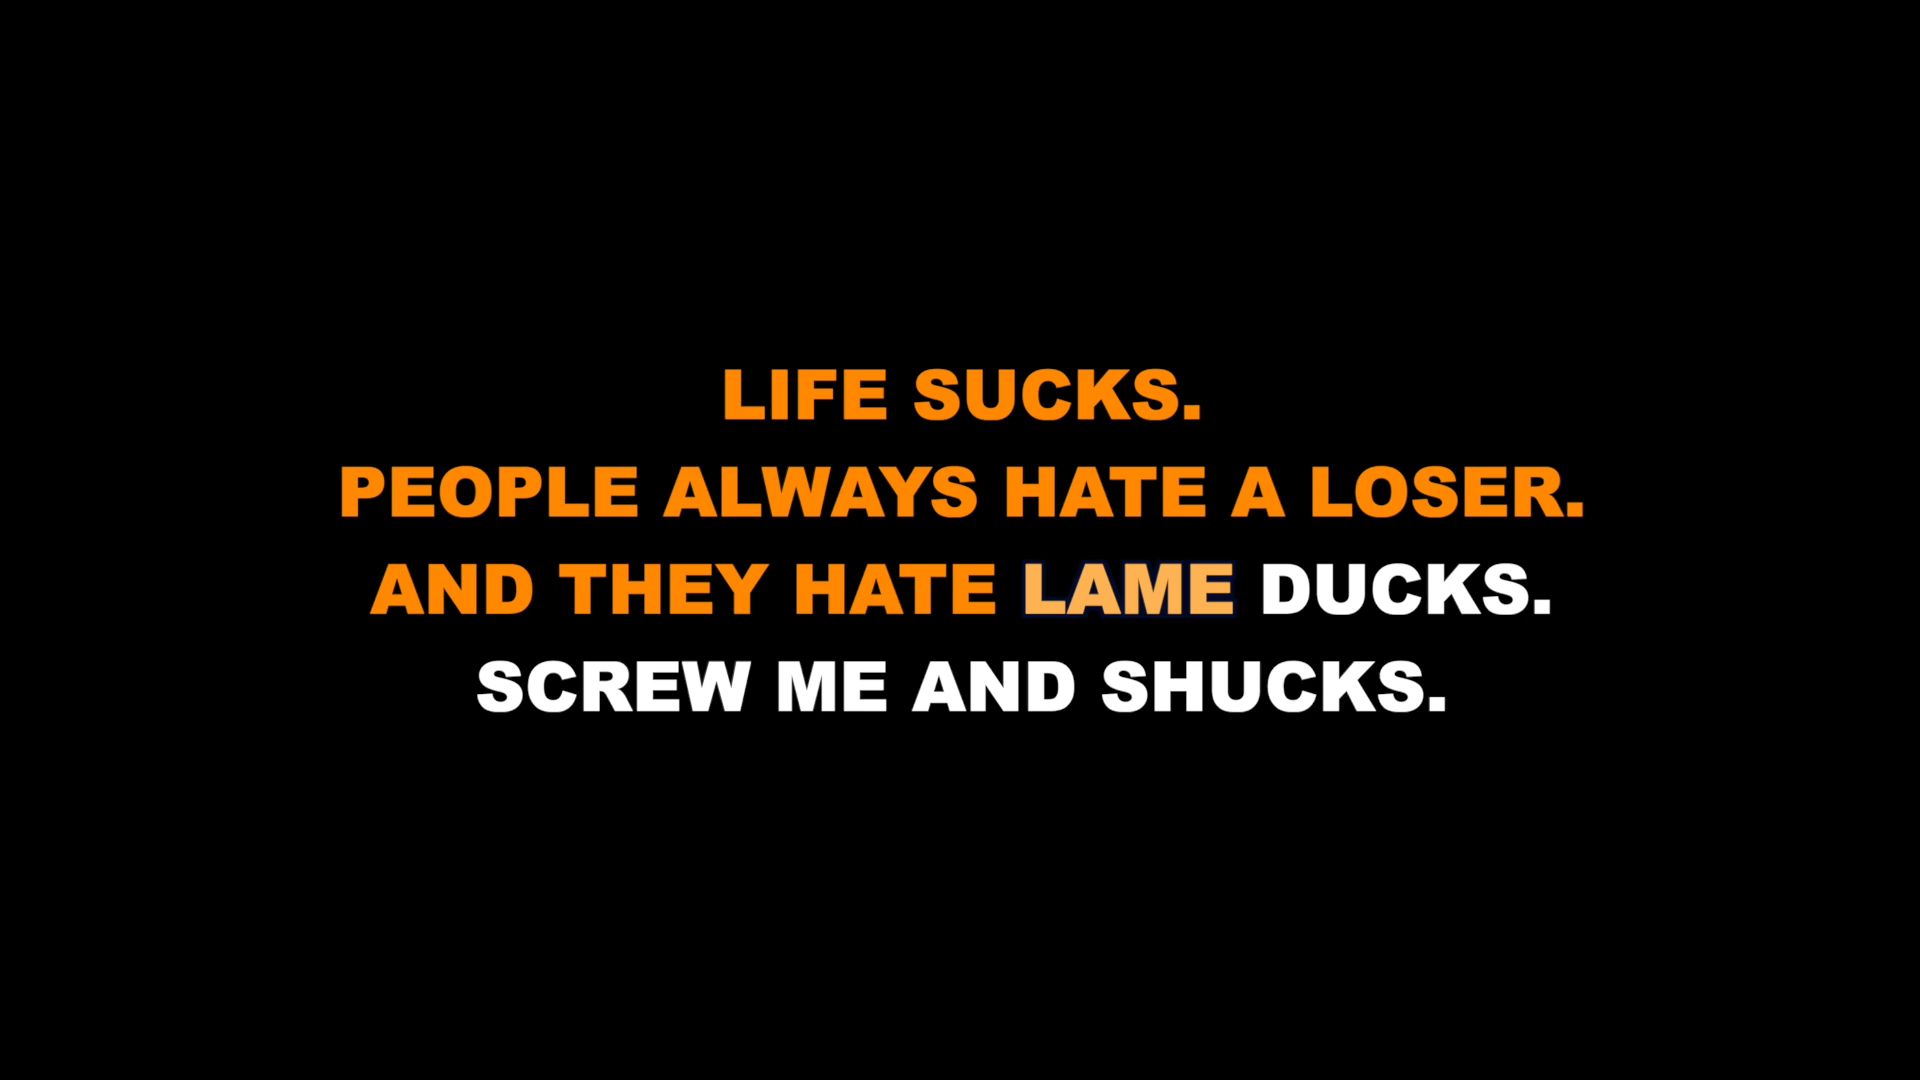 LIFE SUCKS.
PEOPLE ALWAYS HATE A LOSER.
AND THEY HATE LAME DUCKS.
SCREW ME AND SHUCKS.